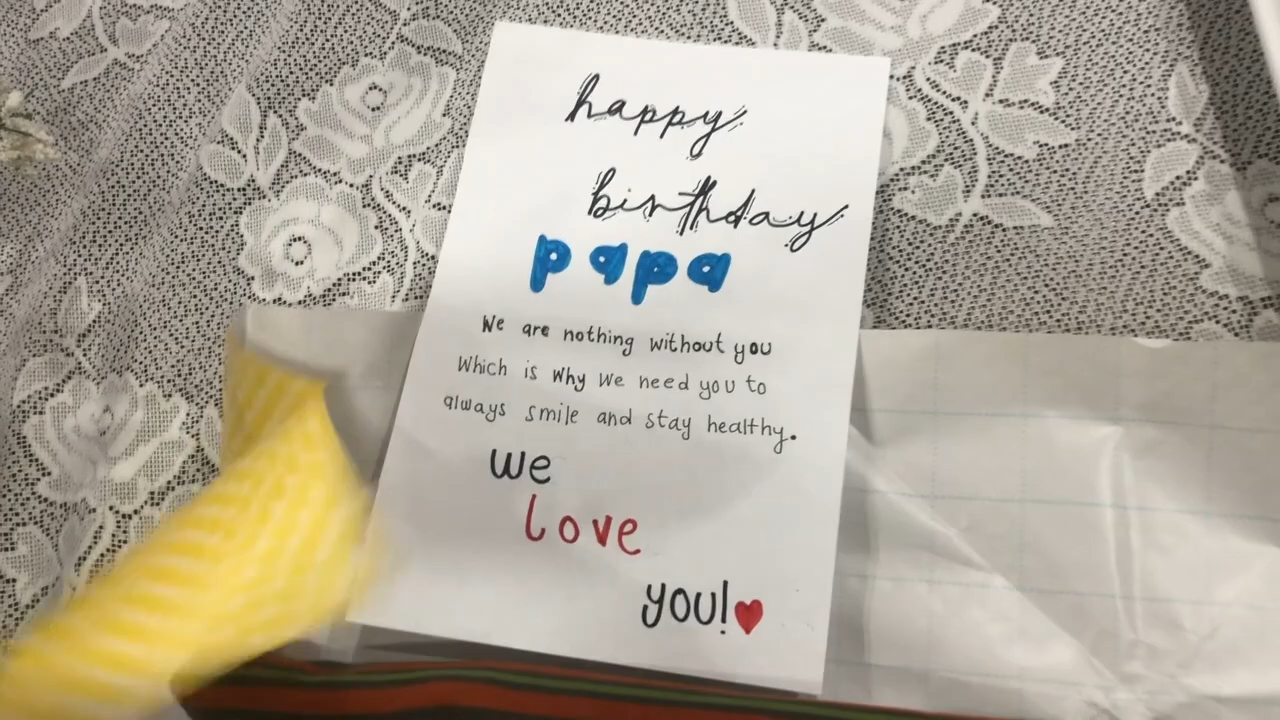 happy
birthday
papa
We are nothing without you
Which is why we need you to
always smile and stay healthy.
we
love
you!